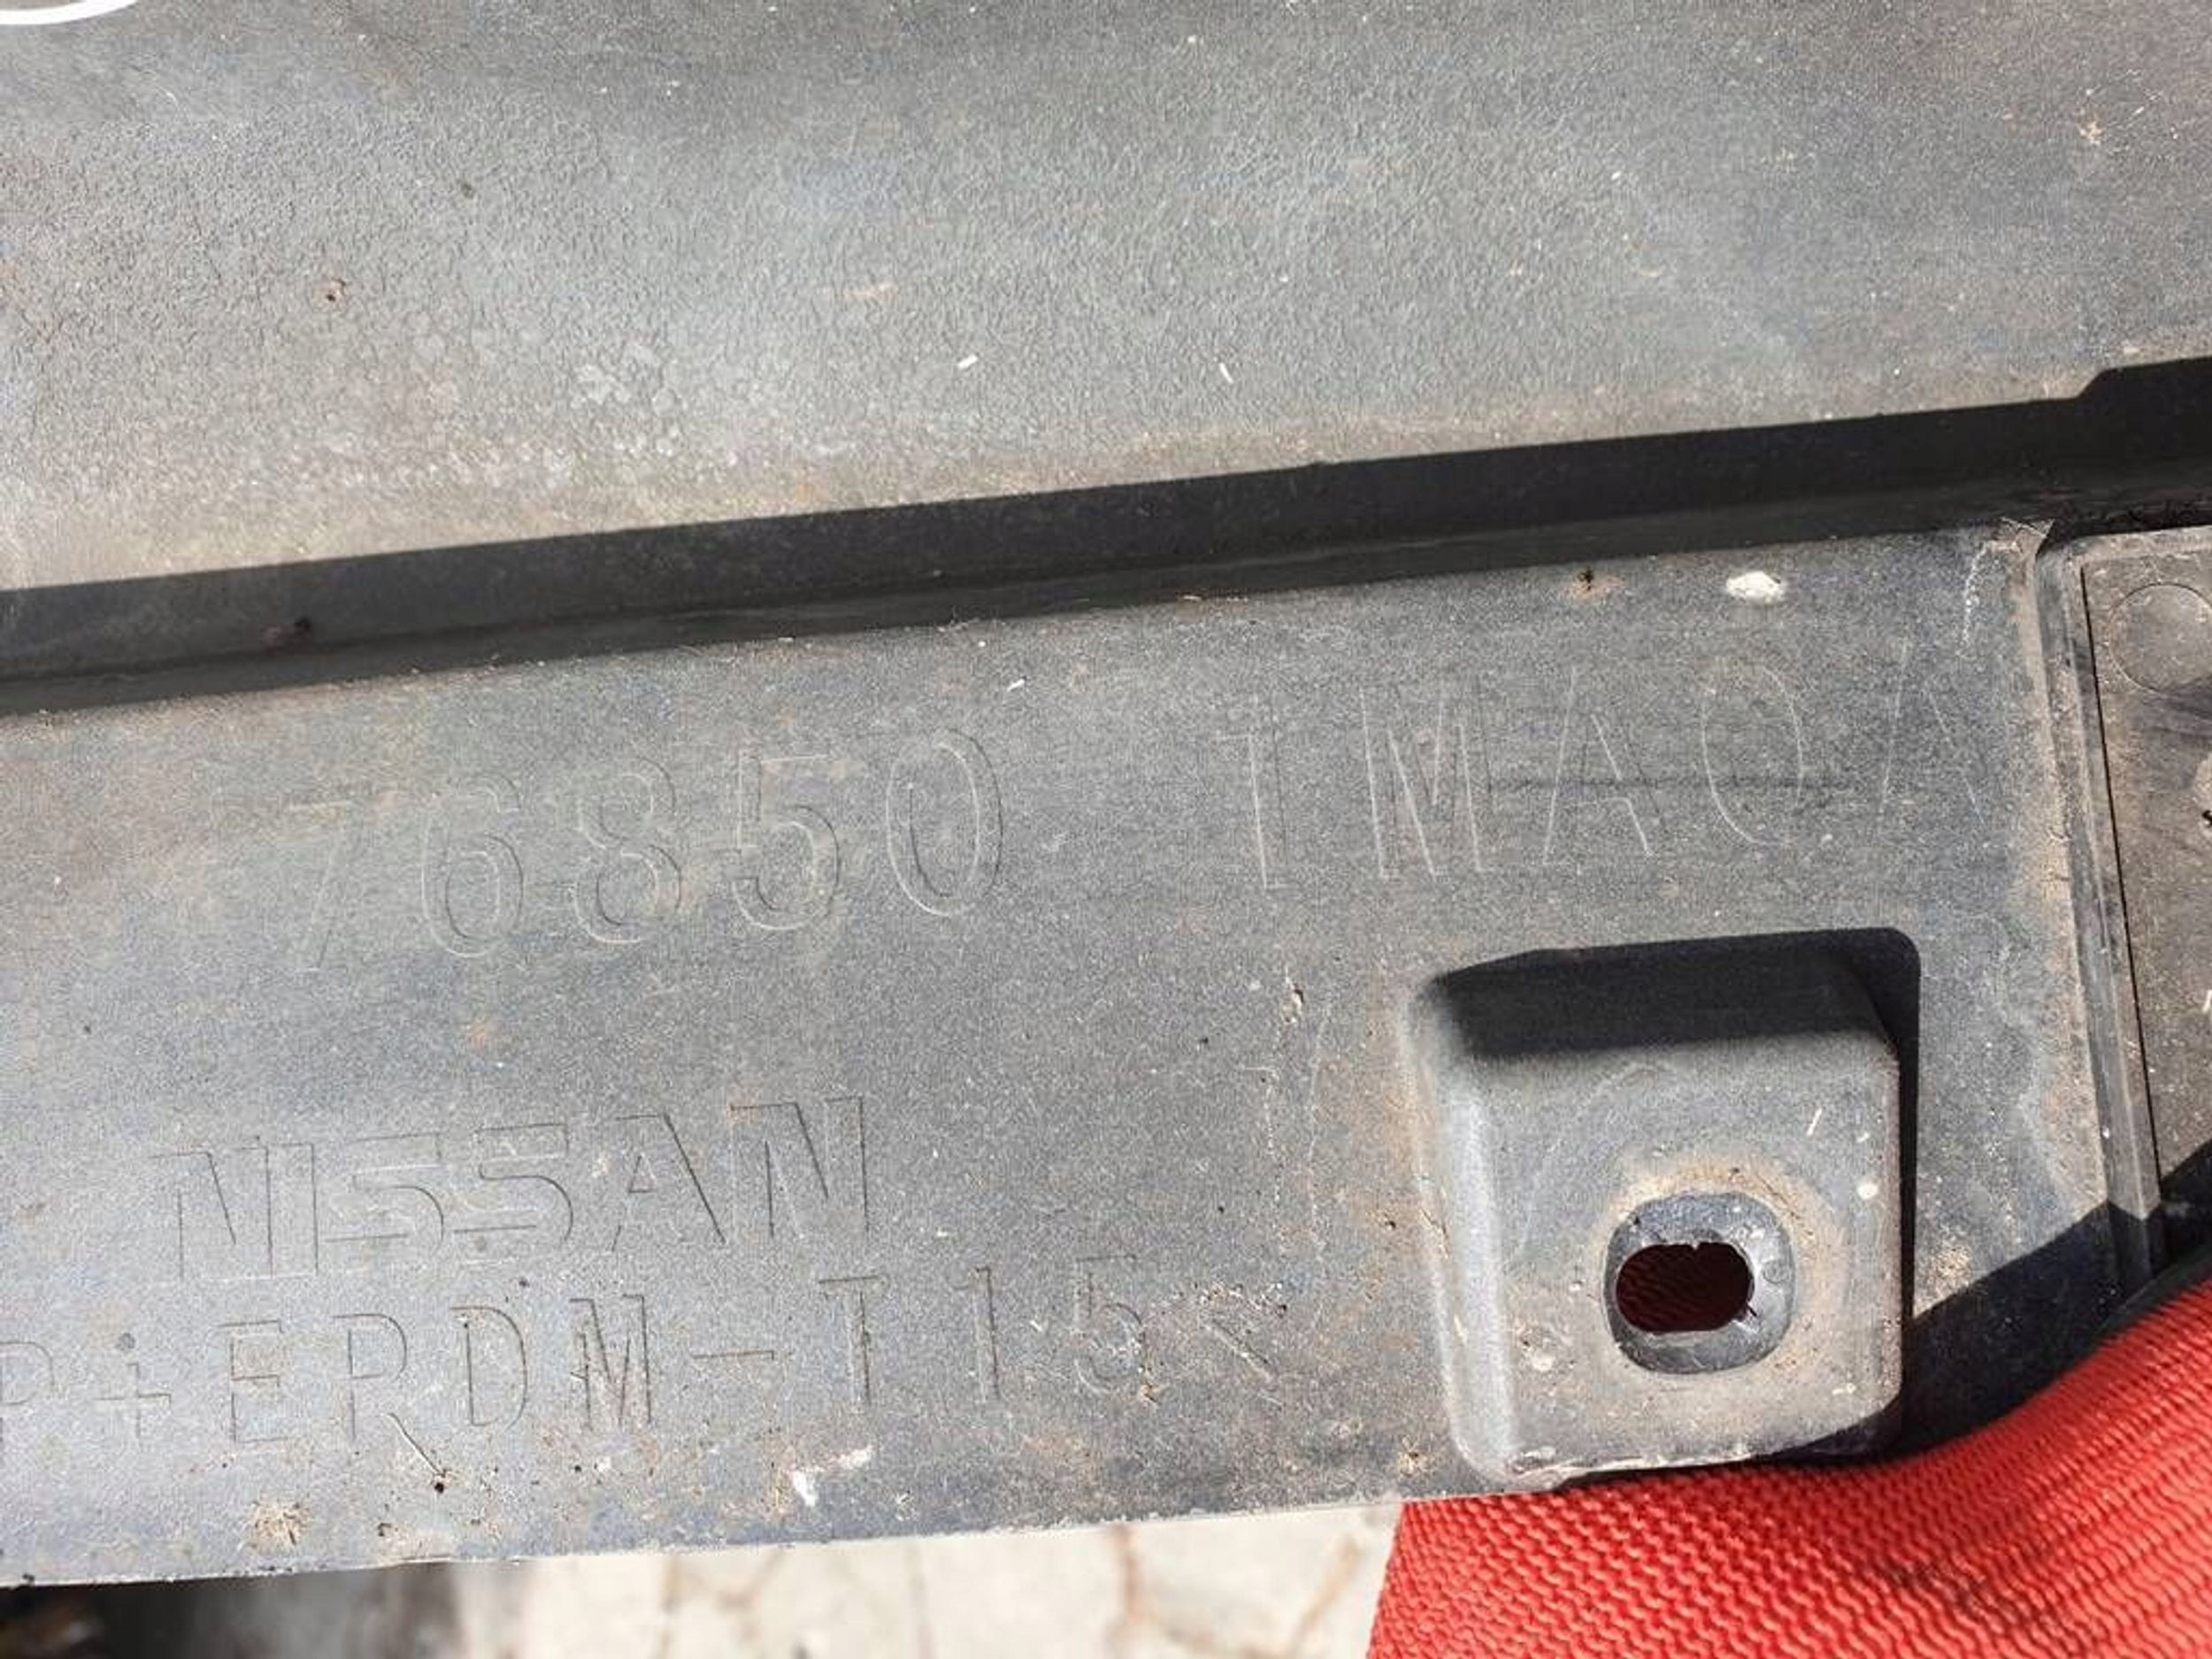 76850 1MA0A
NISSAN
P+ERDM-T15<